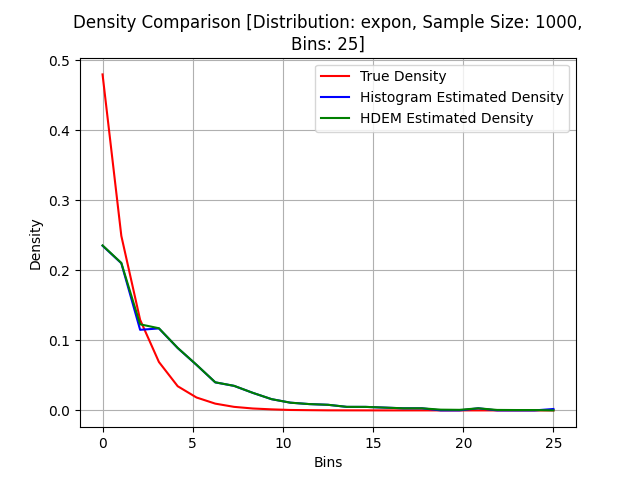 Density Comparison [Distribution: expon, Sample Size: 1000,
Bins: 25]
True Density
Histogram Estimated Density
HDEM Estimated Density
Density
0.5
0.4
0.3
0.2
0.1
0.0
0 5 10 15 20 25
Bins